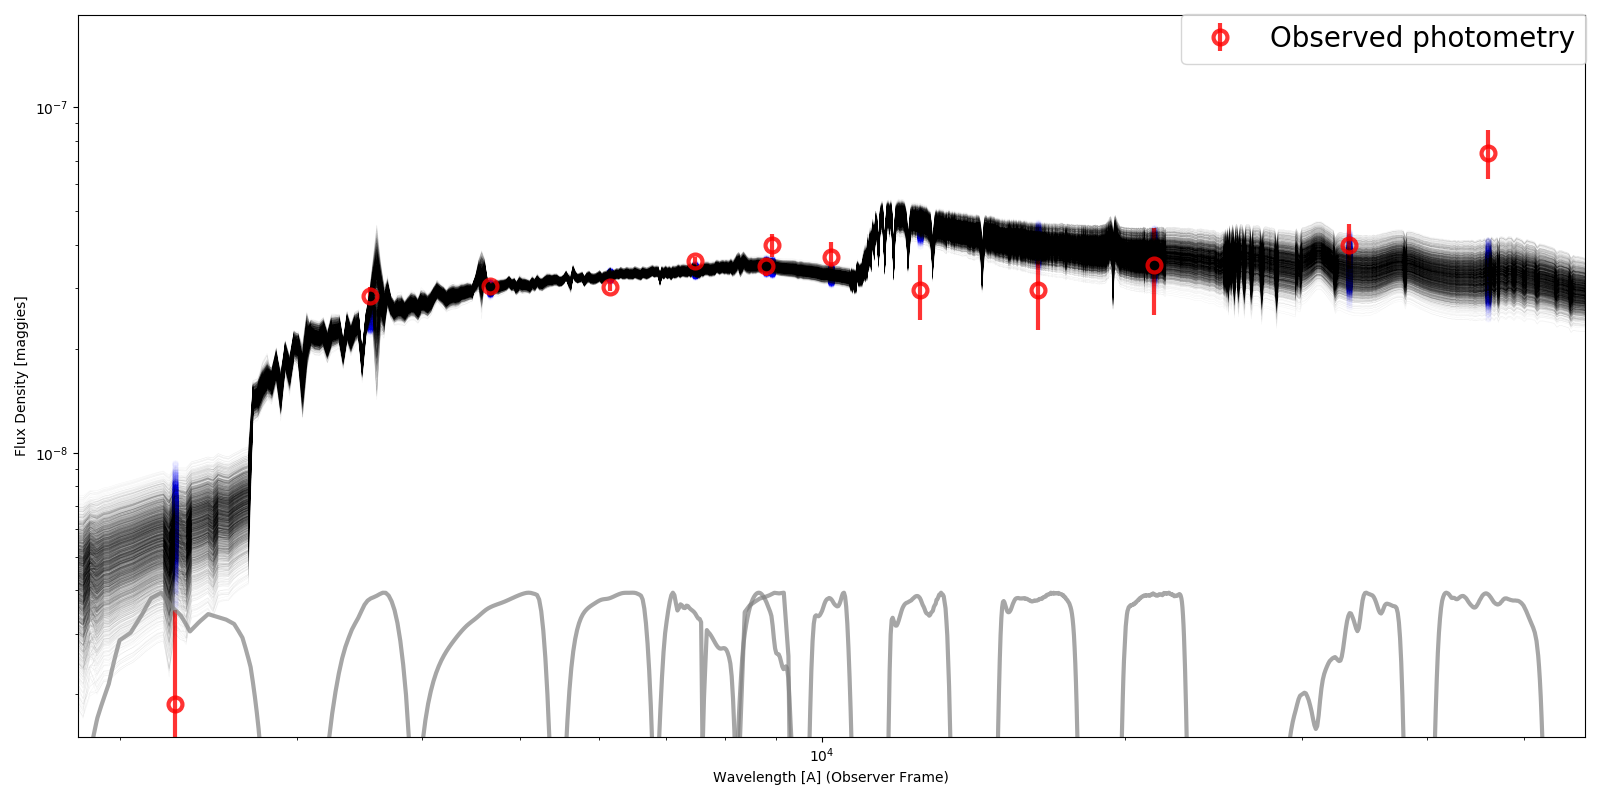 Observed photometry
10⁻⁷
10⁻⁸
Flux Density [maggies]
10⁴
Wavelength [A] (Observer Frame)